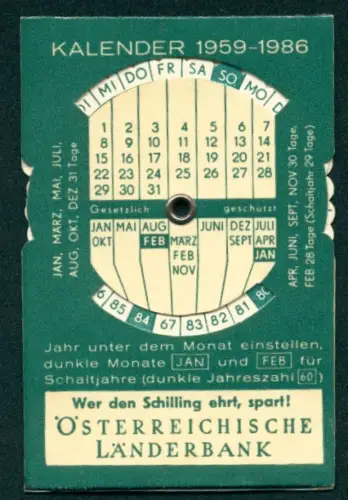 KALENDER 1959-1986
DI MI DO FR SA SO MO D
1 2 3 4 5 6 7
8 9 10 11 12 13 14
15 16 17 18 19 20 21
22 23 24 25 26 27 28
29 30 31
JAN, MÄRZ, MAI, JULI,
AUG, OKT, DEZ 31 Tage
APR, JUNI, SEPT, NOV 30 Tage,
FEB 28 Tage (Schaltjahr 29 Tage)
Gesetzlich geschützt
JAN MAI AUG JUNI DEZ JULI
OKT FEB MÄRZ SEPT APR
FEB JAN
NOV
6 85 84 67 83 82 81 80
Jahr unter dem Monat einstellen,
dunkle Monate JAN und FEB für
Schaltjahre (dunkle Jahreszahl 60)
Wer den Schilling ehrt, spart!
ÖSTERREICHISCHE
LÄNDERBANK